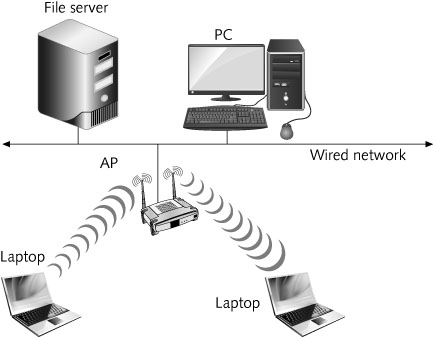 File server
PC
Wired network
AP
Laptop
Laptop